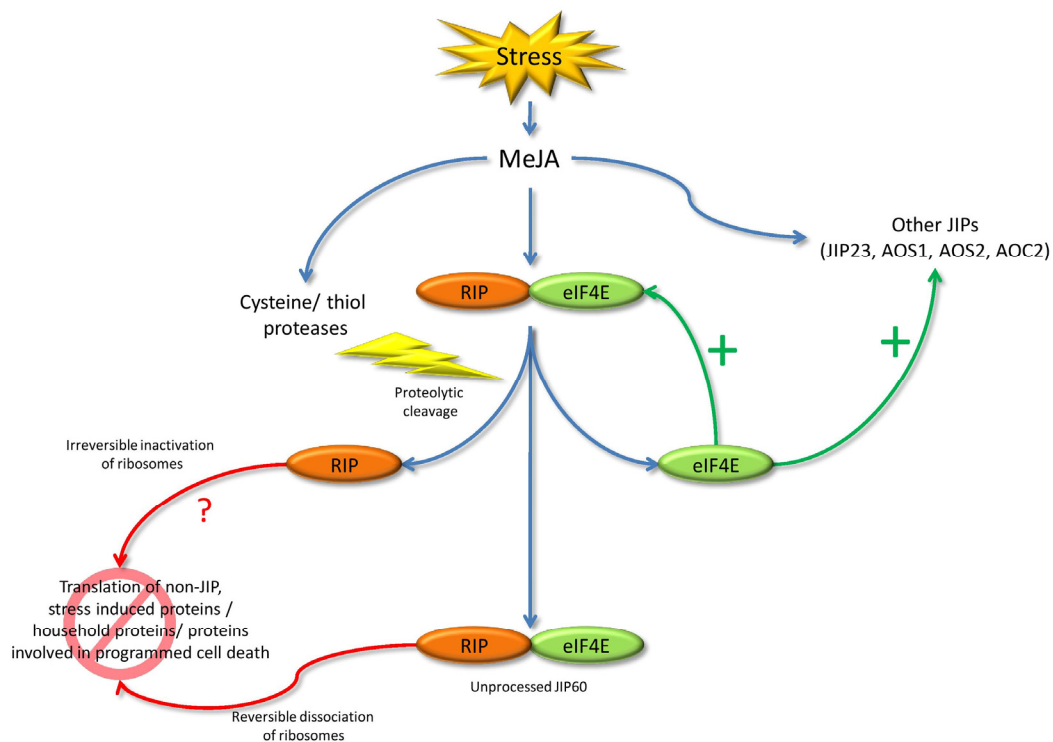 Stress
MeJA
Other JIPs
(JIP23, AOS1, AOS2, AOC2)
RIP
eIF4E
Cysteine/ thiol
proteases
+
+
Proteolytic
cleavage
Irreversible inactivation
of ribosomes
RIP
eIF4E
?
Translation of non-JIP,
stress induced proteins /
household proteins/ proteins
involved in programmed cell death
RIP
eIF4E
Unprocessed JIP60
Reversible dissociation
of ribosomes